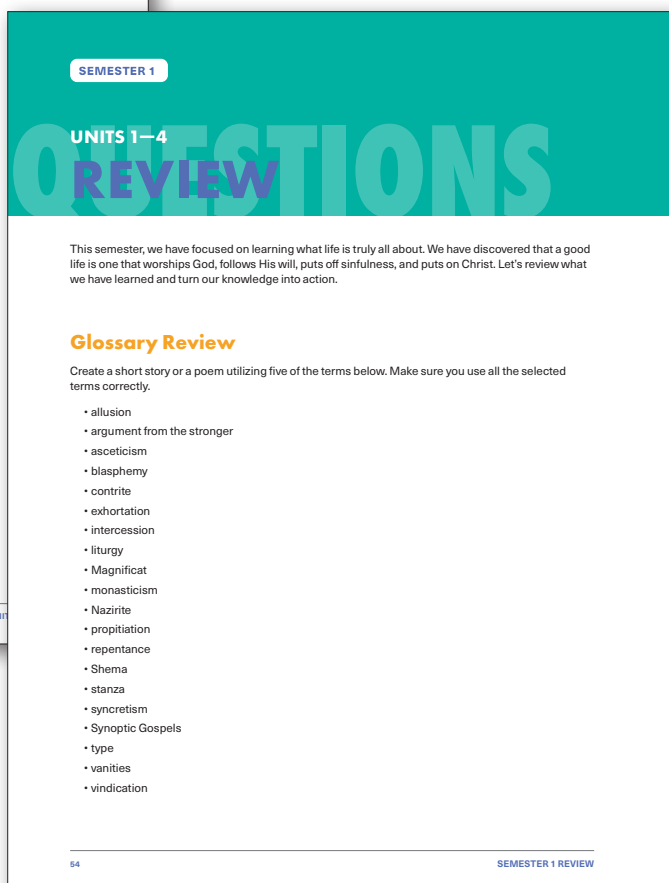 SEMESTER 1
QUESTIONS
UNITS 1—4
REVIEW
This semester, we have focused on learning what life is truly all about. We have discovered that a good
life is one that worships God, follows His will, puts off sinfulness, and puts on Christ. Let's review what
we have learned and turn our knowledge into action.
Glossary Review
Create a short story or a poem utilizing five of the terms below. Make sure you use all the selected
terms correctly.
• allusion
• argument from the stronger
• asceticism
• blasphemy
• contrite
• exhortation
• intercession
• liturgy
• Magnificat
• monasticism
• Nazirite
• propitiation
• repentance
• Shema
• stanza
• syncretism
• Synoptic Gospels
• type
• vanities
• vindication
54
SEMESTER 1 REVIEW